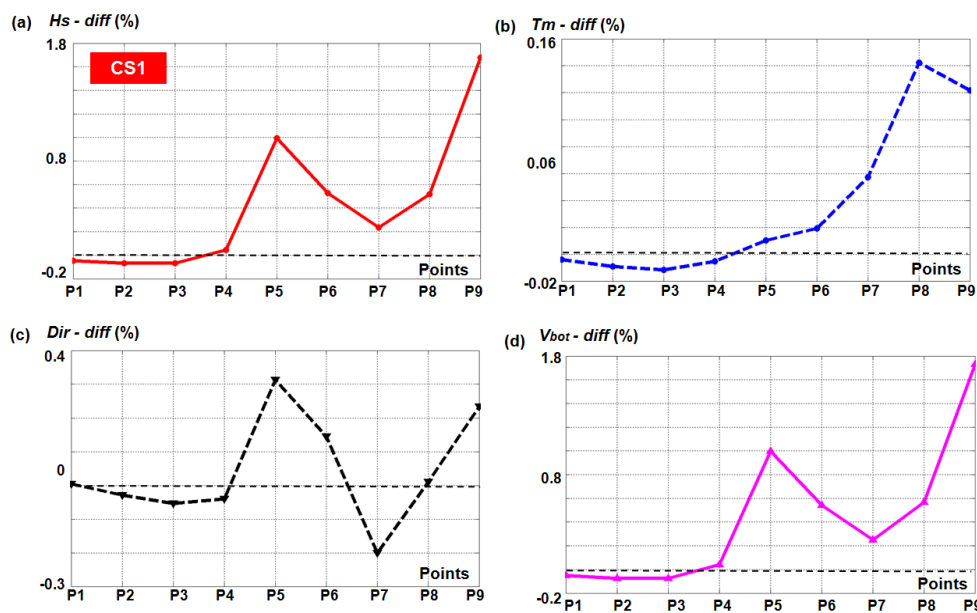 (a) Hs - diff (%)
1.8
CS1
0.8
-0.2
Points
P1 P2 P3 P4 P5 P6 P7 P8 P9
(b) Tm - diff (%)
0.16
0.06
-0.02
Points
P1 P2 P3 P4 P5 P6 P7 P8 P9
(c) Dir - diff (%)
0.4
0
-0.3
Points
P1 P2 P3 P4 P5 P6 P7 P8 P9
(d) Vbot - diff (%)
1.8
0.8
-0.2
Points
P1 P2 P3 P4 P5 P6 P7 P8 P9